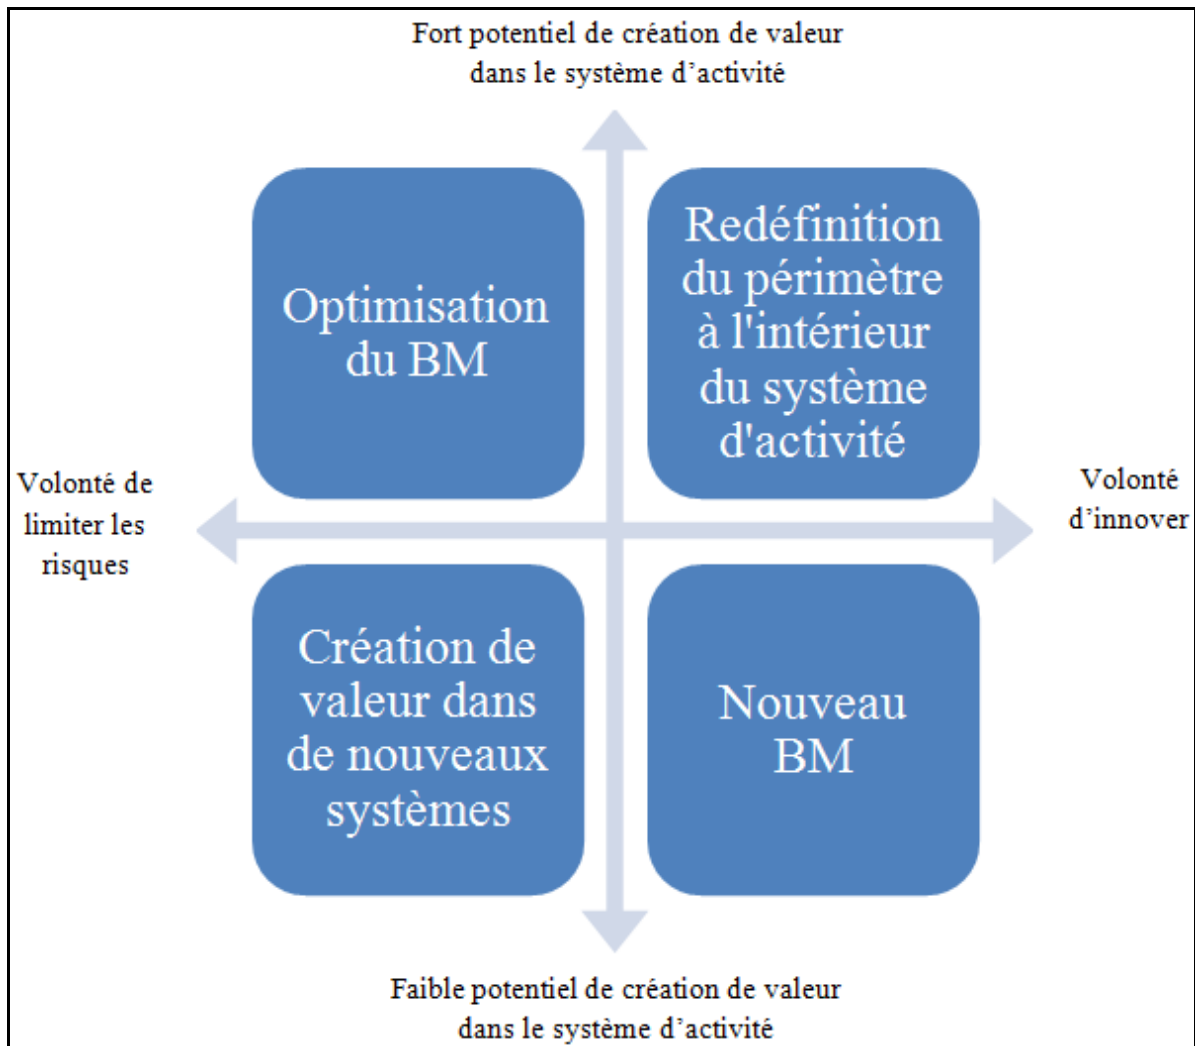 Fort potentiel de création de valeur
dans le système d’activité
Optimisation
du BM
Redéfinition
du périmètre
à l'intérieur
du système
d'activité
Volonté de
limiter les
risques
Volonté
d’innover
Création de
valeur dans
de nouveaux
systèmes
Nouveau
BM
Faible potentiel de création de valeur
dans le système d’activité